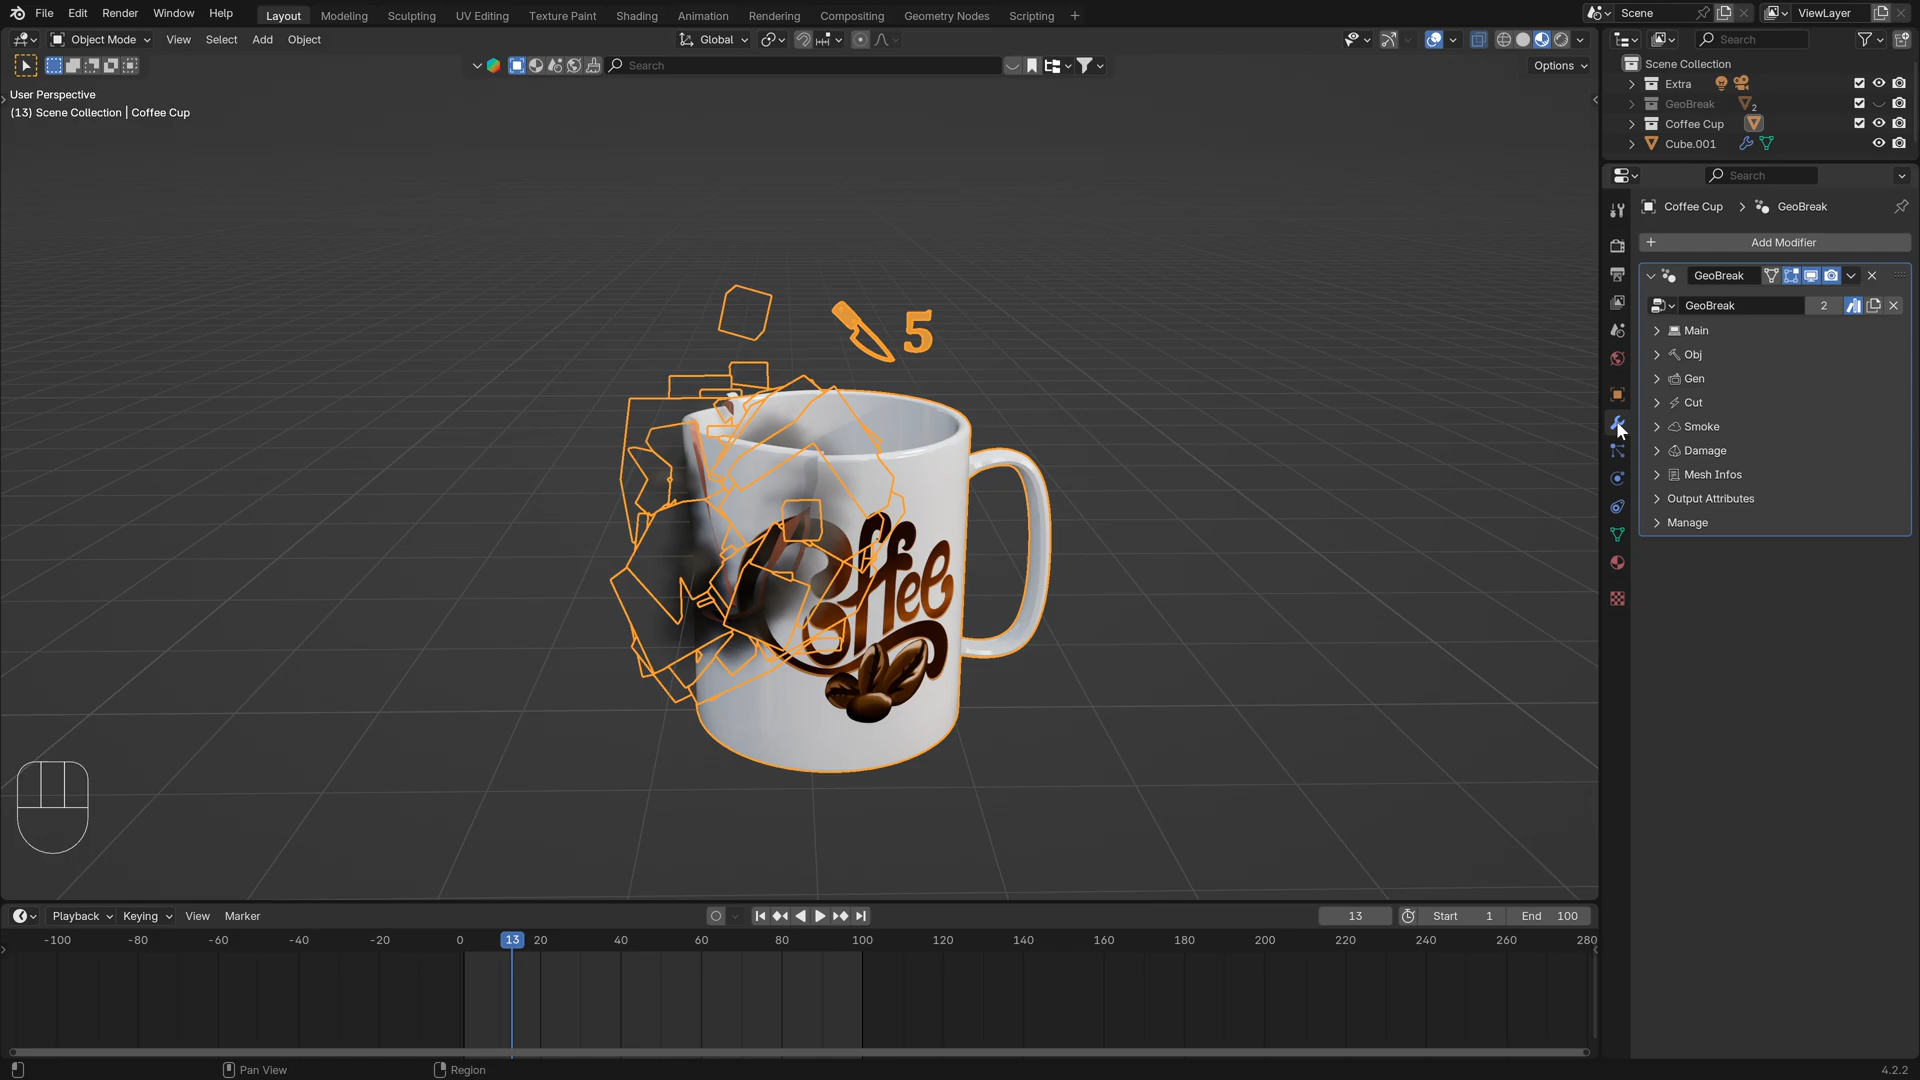 File Edit Render Window Help Layout Modeling Sculpting UV Editing Texture Paint Shading Animation Rendering Compositing Geometry Nodes Scripting + Scene ViewLayer
Object Mode View Select Add Object Global Search
Search Options
User Perspective
(13) Scene Collection | Coffee Cup
Scene Collection
Extra
GeoBreak 2
Coffee Cup
Cube.001
Search
Coffee Cup > GeoBreak
+ Add Modifier
GeoBreak
GeoBreak 2
Main
Obj
Gen
Cut
Smoke
Damage
Mesh Infos
Output Attributes
Manage
5
Coffee
Playback Keying View Marker 13 Start 1 End 100
-100 -80 -60 -40 -20 0 13 20 40 60 80 100 120 140 160 180 200 220 240 260 280
Pan View Region 4.2.2